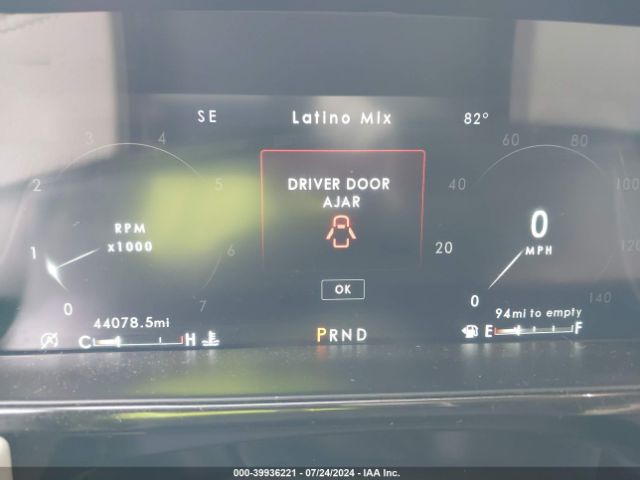 SE Latino Mix 82°
3 4 60 80
DRIVER DOOR
AJAR
2 5 40
RPM
x1000
0
MPH
1 6 20 120
OK
0 7 0 140
44078.5mi 94mi to empty
C H PRND E F
000-39936221 - 07/24/2024 - IAA Inc.